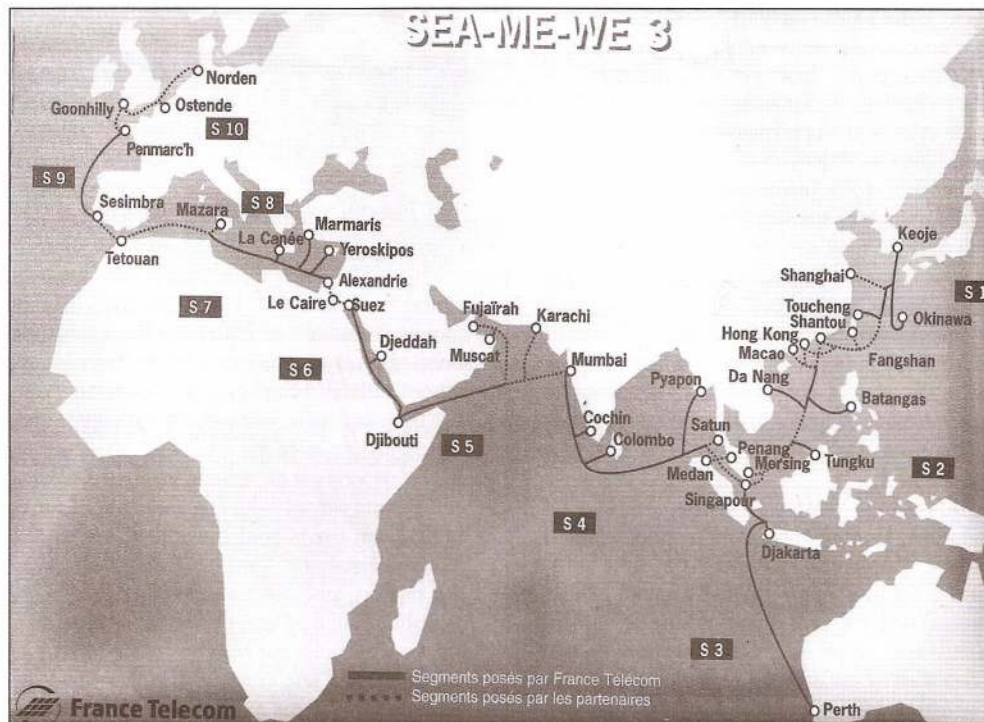 SEA-ME-WE 3
Norden
Goonhilly
Ostende
S 10
Penmarc'h
S 9
Sesimbra
Mazara
S 8
Marmaris
La Canée
Yeroskipos
Tetouan
Alexandrie
S 7
Le Caire
Suez
Fujaïrah
Karachi
Djeddah
Muscat
Mumbai
S 6
Djibouti
S 5
Cochin
Colombo
Pyapon
Keoje
Shanghai
S 1
Toucheng
Okinawa
Shantou
Hong Kong
Macao
Fangshan
Da Nang
Batangas
Satun
Penang
Mersing
Medan
Tungku
S 2
Singapour
S 4
Djakarta
S 3
Segments posés par France Télécom
Segments posés par les partenaires
France Telecom
Perth